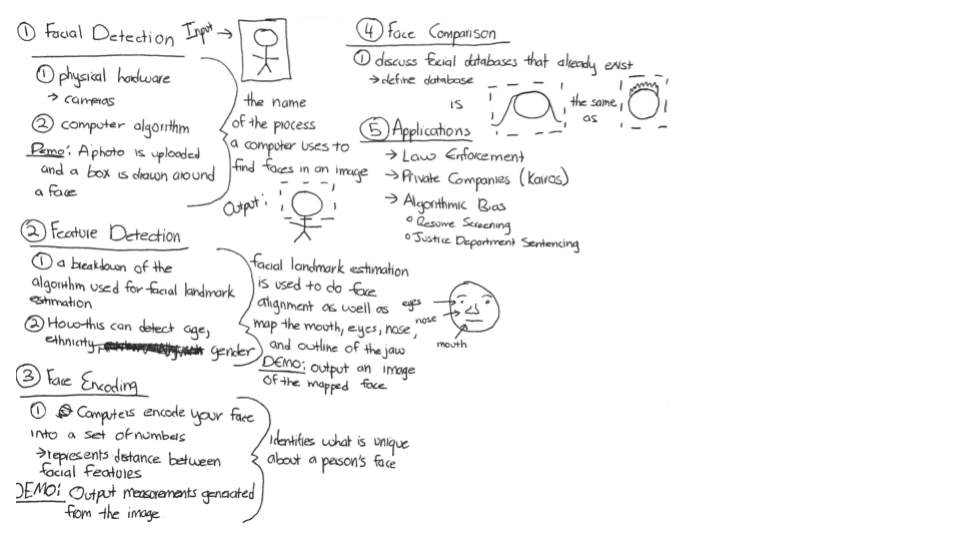 ① Facial Detection
Input →
① physical hardware
→ cameras
② computer algorithm
Demo: A photo is uploaded
and a box is drawn around
a face
the name
of the process
a computer uses to
find faces in an image
Output:
② Feature Detection
① a breakdown of the
algorithm used for facial landmark
estimation
② How this can detect age,
ethnicity, gender
facial landmark estimation
is used to do face
alignment as well as
map the mouth, eyes, nose,
and outline of the jaw
DEMO: output an image
of the mapped face
eyes
nose
mouth
③ Face Encoding
① Computers encode your face
into a set of numbers
→ represents distance between
facial features
DEMO: Output measurements generated
from the image
Identifies what is unique
about a person's face
④ Face Comparison
① discuss facial databases that already exist
→ define database
is the same as
⑤ Applications
→ Law Enforcement
→ Private Companies (Kairos)
→ Algorithmic Bias
° Resume Screening
° Justice Department Sentencing